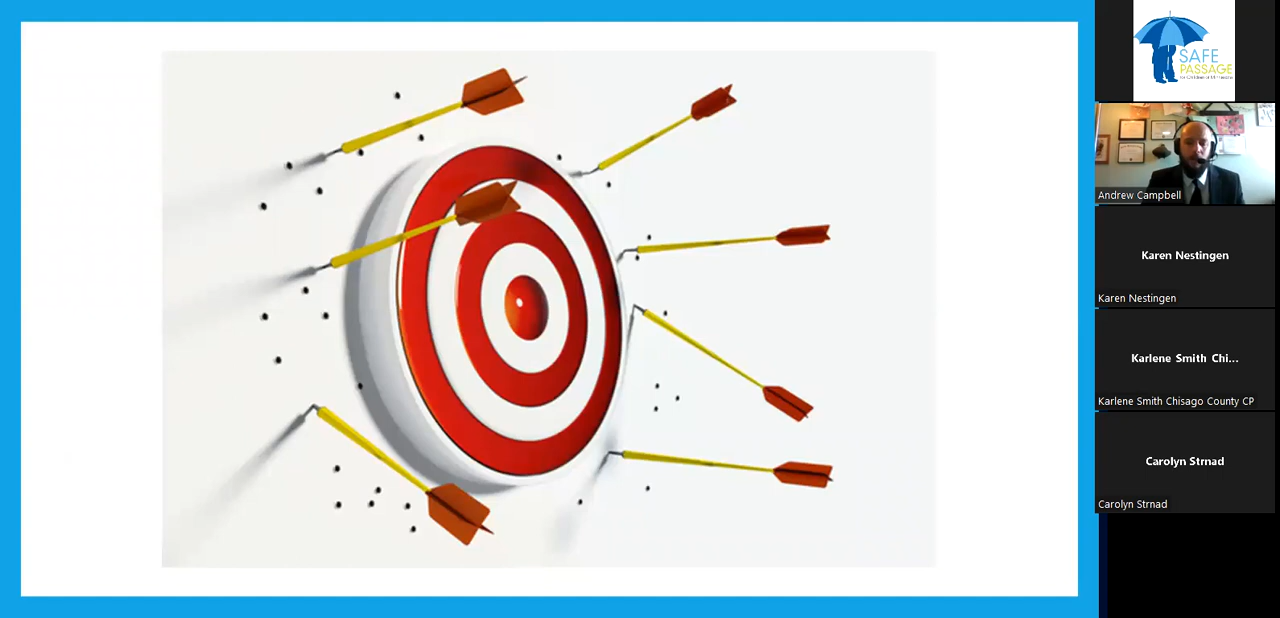 SAFE
PASSAGE
Andrew Campbell
Karen Nestingen
Karen Nestingen
Karlene Smith Chi...
Karlene Smith Chisago County CP
Carolyn Strnad
Carolyn Strnad